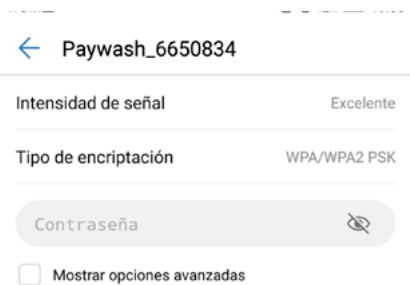 Paywash_6650834
Intensidad de señal Excelente
Tipo de encriptación WPA/WPA2 PSK
Contraseña
Mostrar opciones avanzadas